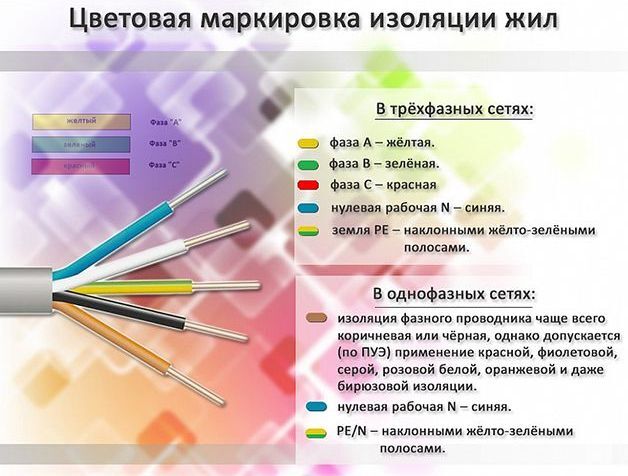 Цветовая маркировка изоляции жил
желтый
Фаза "А"
зеленый
Фаза "В"
красный
Фаза "С"
В трёхфазных сетях:
фаза А – жёлтая.
фаза В – зелёная.
фаза С – красная
нулевая рабочая N – синяя.
земля РЕ – наклонными жёлто-зелёными
полосами.
В однофазных сетях:
изоляция фазного проводника чаще всего
коричневая или чёрная, однако допускается
(по ПУЭ) применение красной, фиолетовой,
серой, розовой белой, оранжевой и даже
бирюзовой изоляции.
нулевая рабочая N – синяя.
PE/N – наклонными жёлто-зелёными
полосами.